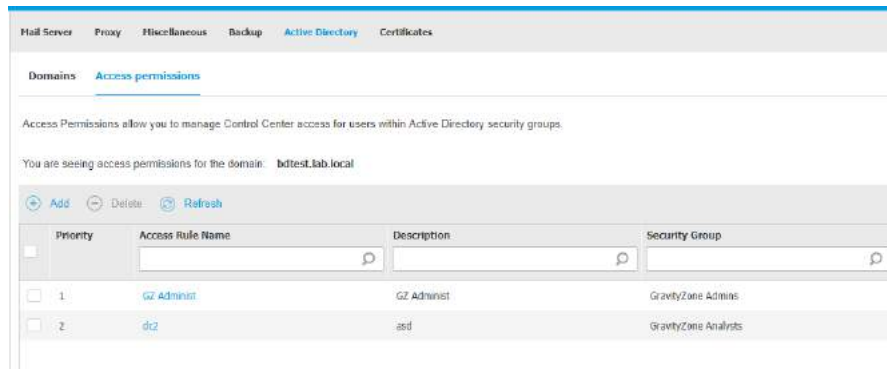 Mail Server Proxy Miscellaneous Backup Active Directory Certificates
Domains Access permissions
Access Permissions allow you to manage Control Center access for users within Active Directory security groups.
You are seeing access permissions for the domain: bdtest.lab.local
Add Delete Refresh
Priority Access Rule Name Description Security Group
1 GZ Administ GZ Administ GravityZone Admins
2 dc2 asd GravityZone Analysts